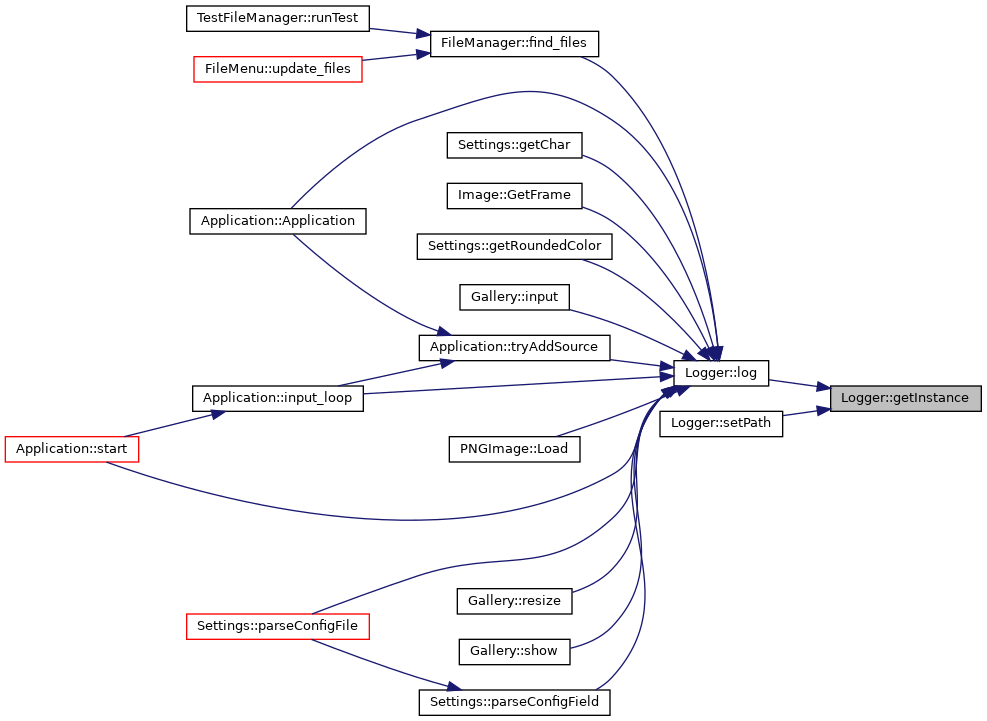 TestFileManager::runTest
FileManager::find_files
FileMenu::update_files
Settings::getChar
Image::GetFrame
Application::Application
Settings::getRoundedColor
Gallery::input
Application::tryAddSource
Logger::log
Application::input_loop
Logger::getInstance
Logger::setPath
Application::start
PNGImage::Load
Gallery::resize
Settings::parseConfigFile
Gallery::show
Settings::parseConfigField